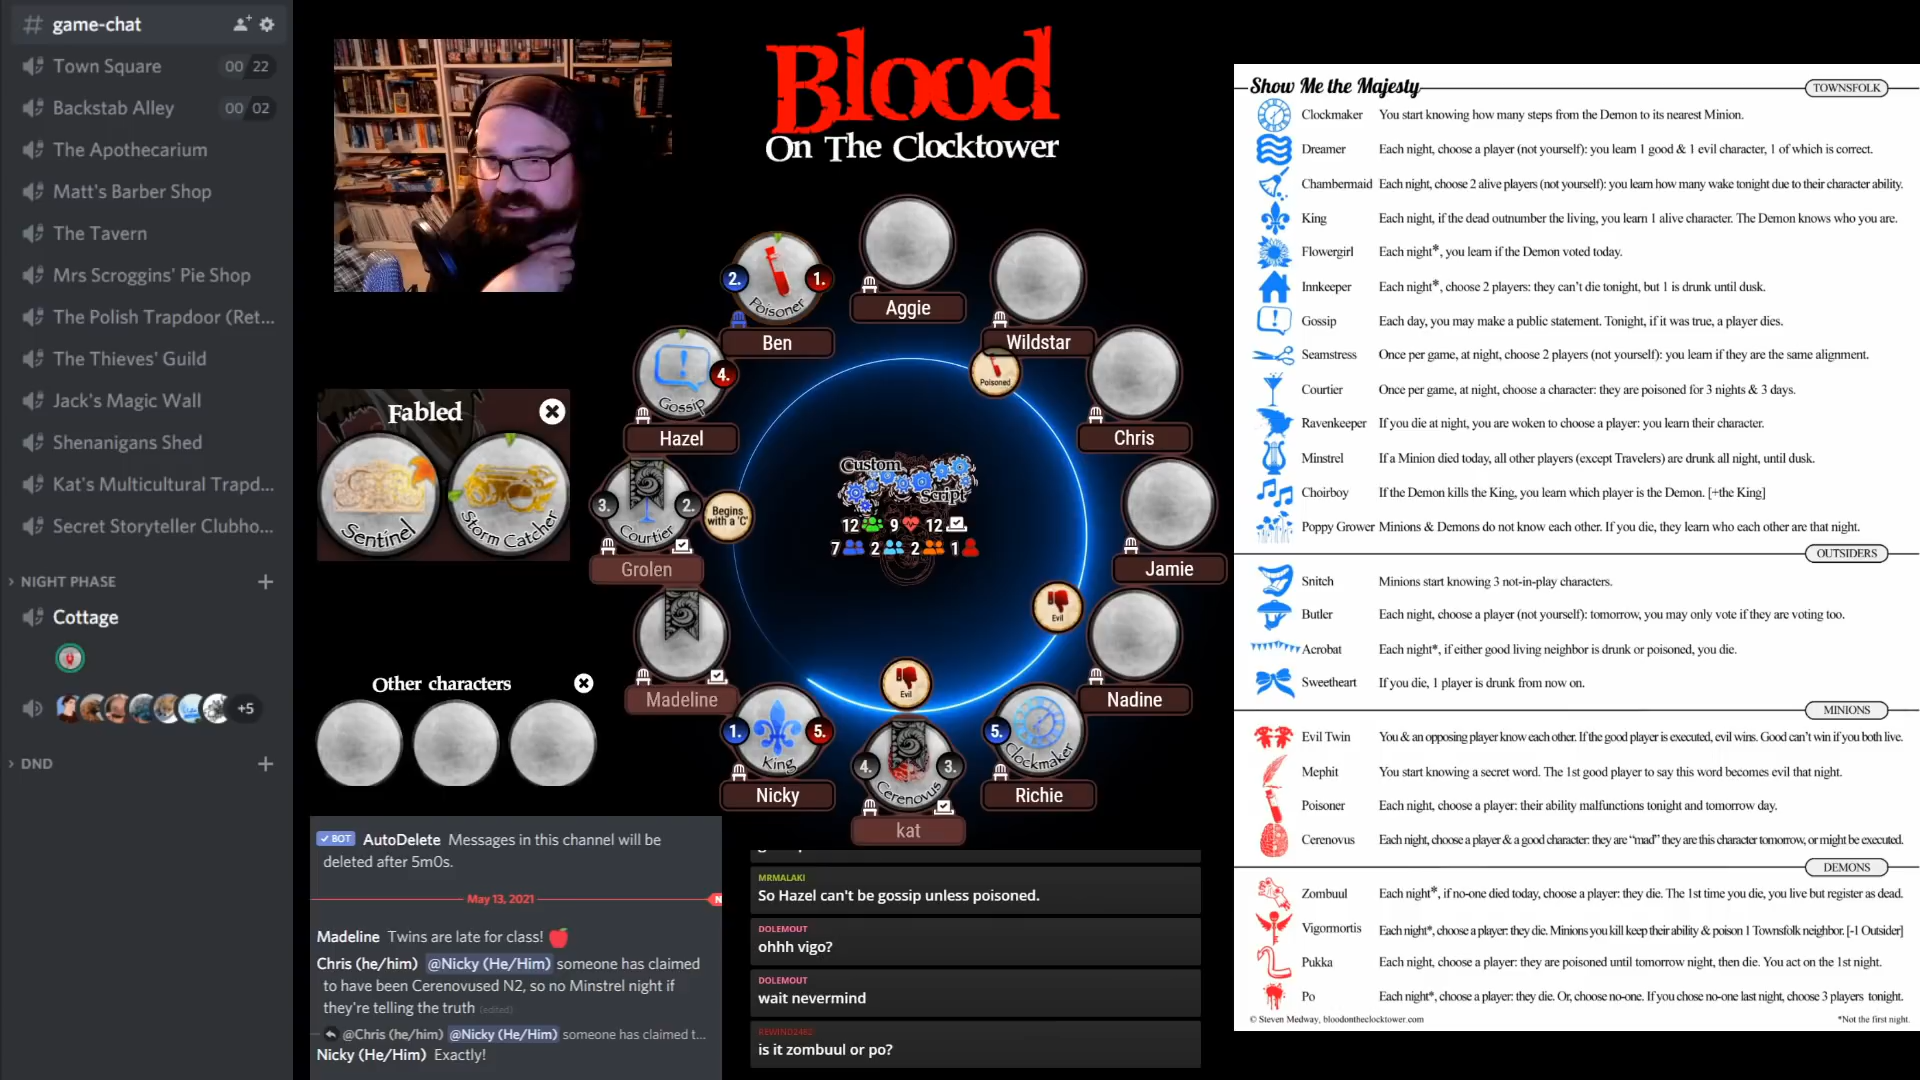 game-chat
Town Square 00 22
Backstab Alley 00 02
The Apothecarium
Matt's Barber Shop
The Tavern
Mrs Scroggins' Pie Shop
The Polish Trapdoor (Ret...
The Thieves' Guild
Jack's Magic Wall
Shenanigans Shed
Kat's Multicultural Trapd...
Secret Storyteller Clubho...
NIGHT PHASE
Cottage
+5
DND
Blood
On The Clocktower
Fabled
Sentinel
Storm Catcher
Other characters
Aggie
Wildstar
Poisoned
Chris
Jamie
Nadine
Evil
Richie
5.
Clockmaker
kat
4.
3.
Cerenovus
Evil
Nicky
1.
5.
King
Madeline
Grolen
3.
2.
Courtier
Begins
with a 'C'
Hazel
4.
Gossip
Ben
2.
1.
Poisoner
Custom
Script
12 9 12
7 2 2 1
BOT AutoDelete Messages in this channel will be
deleted after 5m0s.
May 13, 2021
Madeline Twins are late for class!
Chris (he/him) @Nicky (He/Him) someone has claimed
to have been Cerenovused N2, so no Minstrel night if
they're telling the truth (edited)
@Chris (he/him) @Nicky (He/Him) someone has claimed t...
Nicky (He/Him) Exactly!
MRMALAKI
So Hazel can't be gossip unless poisoned.
DOLEMOUT
ohhh vigo?
DOLEMOUT
wait nevermind
REWIND2402
is it zombuul or po?
Show Me the Majesty
TOWNSFOLK
Clockmaker You start knowing how many steps from the Demon to its nearest Minion.
Dreamer Each night, choose a player (not yourself): you learn 1 good & 1 evil character, 1 of which is correct.
Chambermaid Each night, choose 2 alive players (not yourself): you learn how many wake tonight due to their character ability.
King Each night, if the dead outnumber the living, you learn 1 alive character. The Demon knows who you are.
Flowergirl Each night*, you learn if the Demon voted today.
Innkeeper Each night*, choose 2 players: they can't die tonight, but 1 is drunk until dusk.
Gossip Each day, you may make a public statement. Tonight, if it was true, a player dies.
Seamstress Once per game, at night, choose 2 players (not yourself): you learn if they are the same alignment.
Courtier Once per game, at night, choose a character: they are poisoned for 3 nights & 3 days.
Ravenkeeper If you die at night, you are woken to choose a player: you learn their character.
Minstrel If a Minion died today, all other players (except Travelers) are drunk all night, until dusk.
Choirboy If the Demon kills the King, you learn which player is the Demon. [+the King]
Poppy Grower Minions & Demons do not know each other. If you die, they learn who each other are that night.
OUTSIDERS
Snitch Minions start knowing 3 not-in-play characters.
Butler Each night, choose a player (not yourself): tomorrow, you may only vote if they are voting too.
Acrobat Each night*, if either good living neighbor is drunk or poisoned, you die.
Sweetheart If you die, 1 player is drunk from now on.
MINIONS
Evil Twin You & an opposing player know each other. If the good player is executed, evil wins. Good can't win if you both live.
Mephit You start knowing a secret word. The 1st good player to say this word becomes evil that night.
Poisoner Each night, choose a player: their ability malfunctions tonight and tomorrow day.
Cerenovus Each night, choose a player & a good character: they are “mad” they are this character tomorrow, or might be executed.
DEMONS
Zombuul Each night*, if no-one died today, choose a player: they die. The 1st time you die, you live but register as dead.
Vigormortis Each night*, choose a player: they die. Minions you kill keep their ability & poison 1 Townsfolk neighbor. [-1 Outsider]
Pukka Each night, choose a player: they are poisoned until tomorrow night, then die. You act on the 1st night.
Po Each night*, choose a player: they die. Or, choose no-one. If you chose no-one last night, choose 3 players tonight.
© Steven Medway, bloodontheclocktower.com *Not the first night.